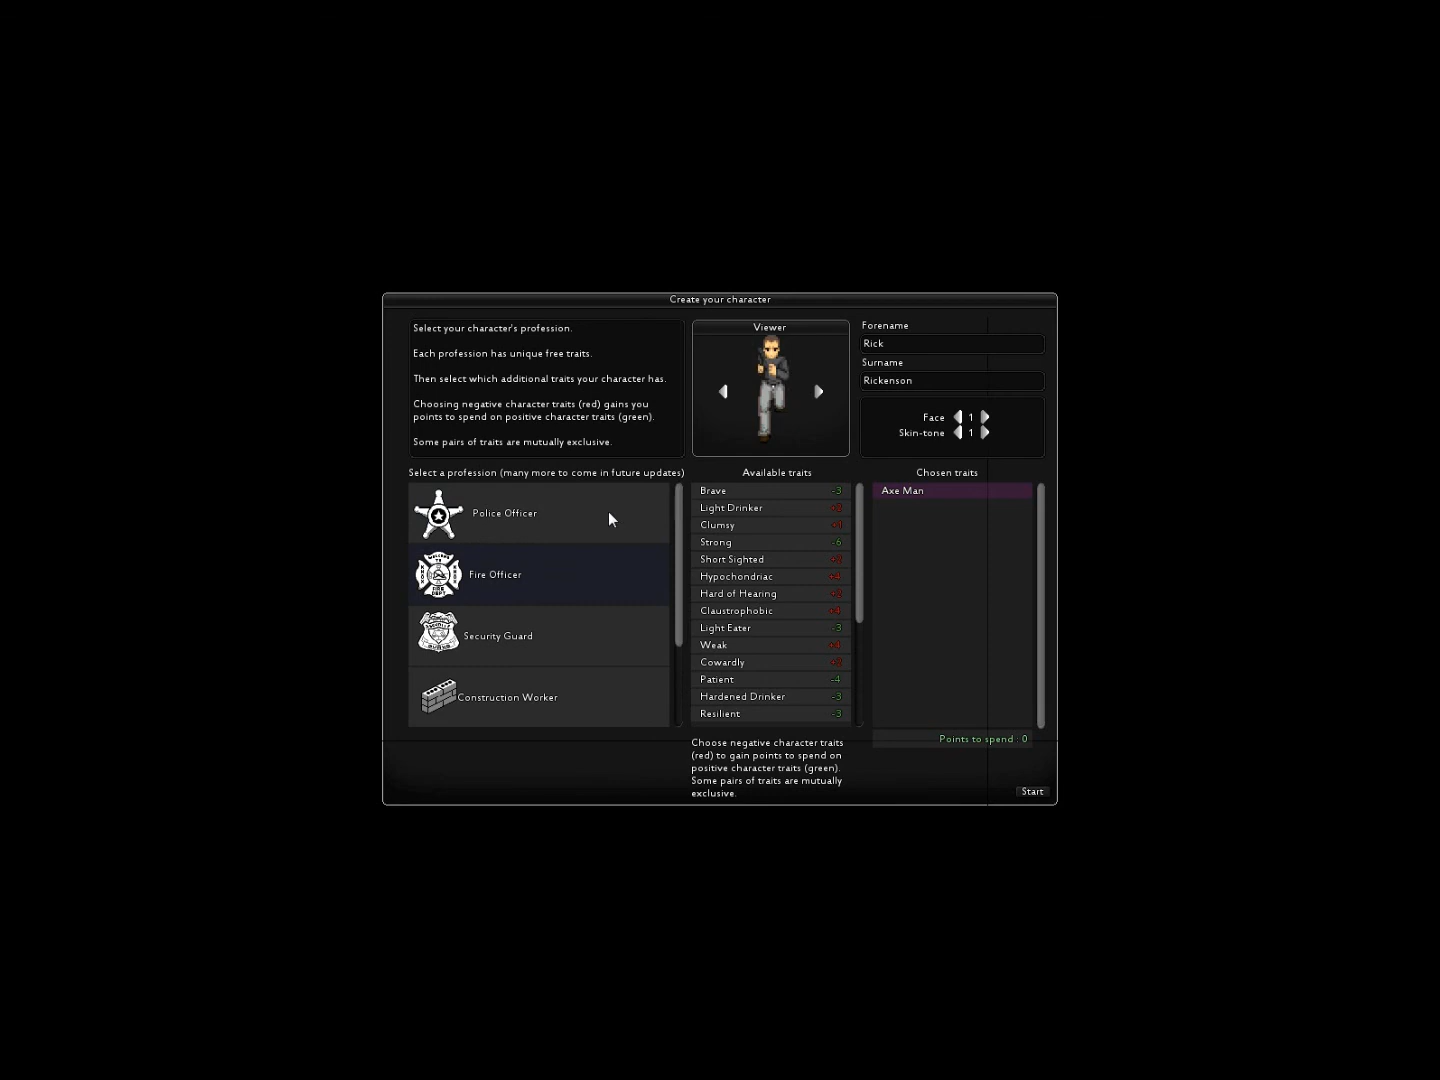 Create your character
Select your character's profession.
Each profession has unique free traits.
Then select which additional traits your character has.
Choosing negative character traits (red) gains you
points to spend on positive character traits (green).
Some pairs of traits are mutually exclusive.
Viewer
Forename
Rick
Surname
Rickenson
Face 1
Skin-tone 1
Select a profession (many more to come in future updates)
Police Officer
Fire Officer
Security Guard
Construction Worker
Available traits
Brave -3
Light Drinker
Clumsy
Strong -6
Short Sighted
Hypochondriac +4
Hard of Hearing
Claustrophobic +4
Light Eater -3
Weak +4
Cowardly
Patient -4
Hardened Drinker -3
Resilient -3
Choose negative character traits
(red) to gain points to spend on
positive character traits (green).
Some pairs of traits are mutually
exclusive.
Chosen traits
Axe Man
Points to spend : 0
Start